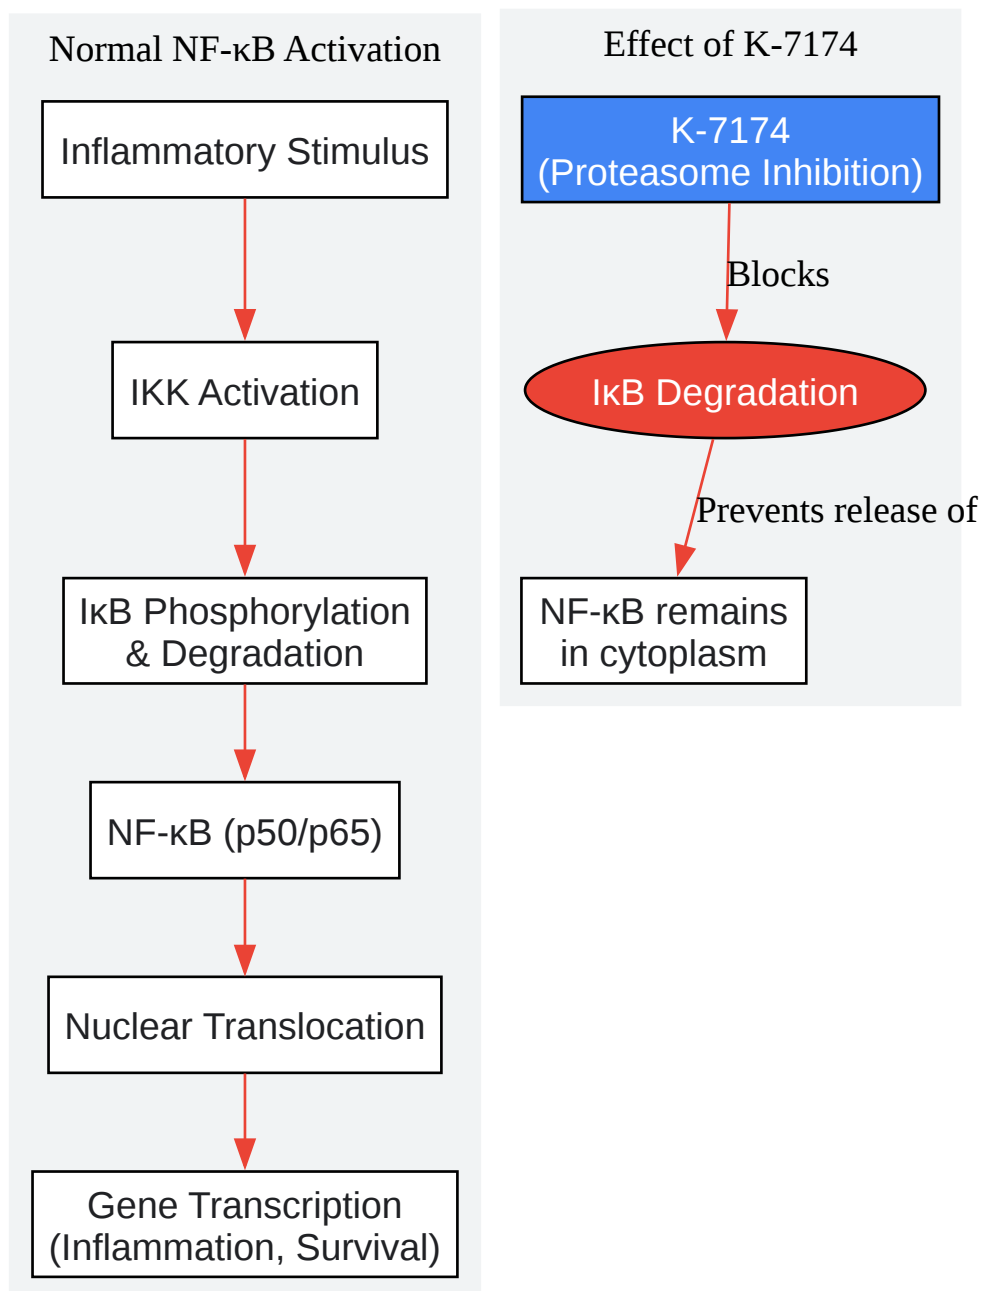 Normal NF-κB Activation
Inflammatory Stimulus
IKK Activation
IκB Phosphorylation
& Degradation
NF-κB (p50/p65)
Nuclear Translocation
Gene Transcription
(Inflammation, Survival)
Effect of K-7174
K-7174
(Proteasome Inhibition)
Blocks
IκB Degradation
Prevents release of
NF-κB remains
in cytoplasm